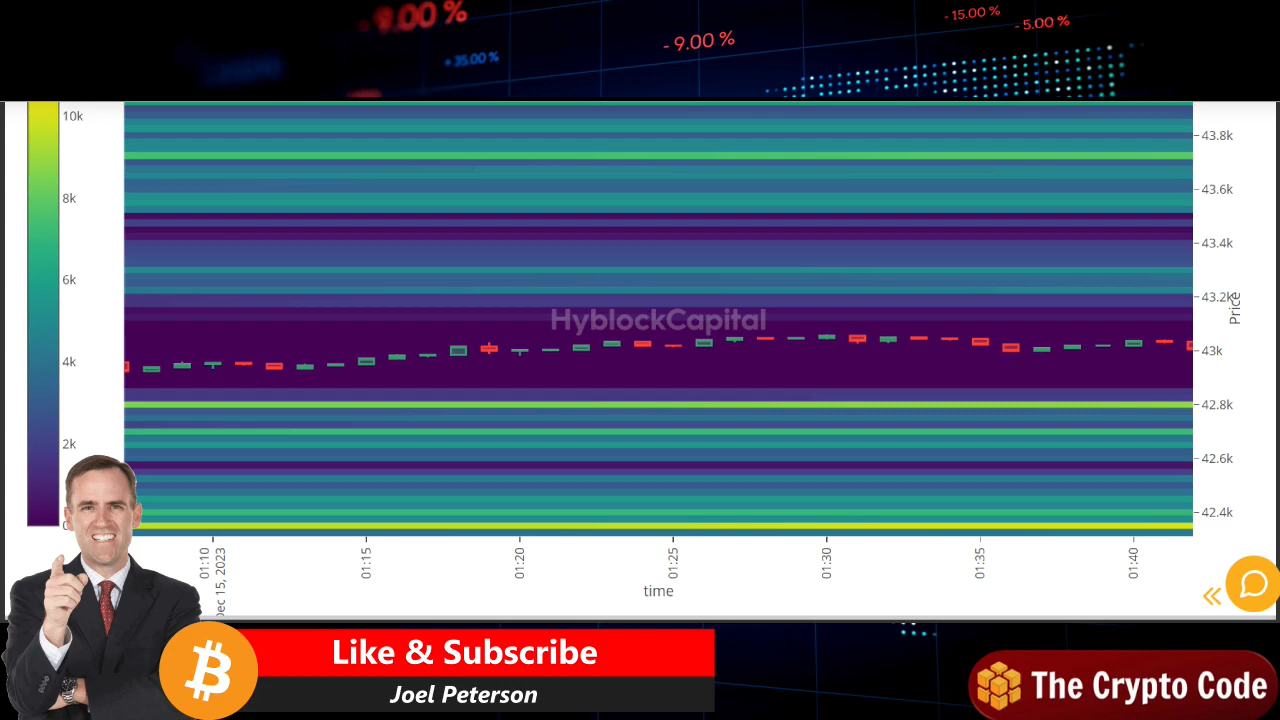 - 9.00 %
+ 35.00 %
- 9.00 %
- 15.00 %
- 5.00 %
10k
8k
6k
4k
2k
0
HyblockCapital
43.8k
43.6k
43.4k
43.2k
43k
42.8k
42.6k
42.4k
Price
01:10
01:15
01:20
01:25
01:30
01:35
01:40
15, 2023
time
Like & Subscribe
Joel Peterson
The Crypto Code